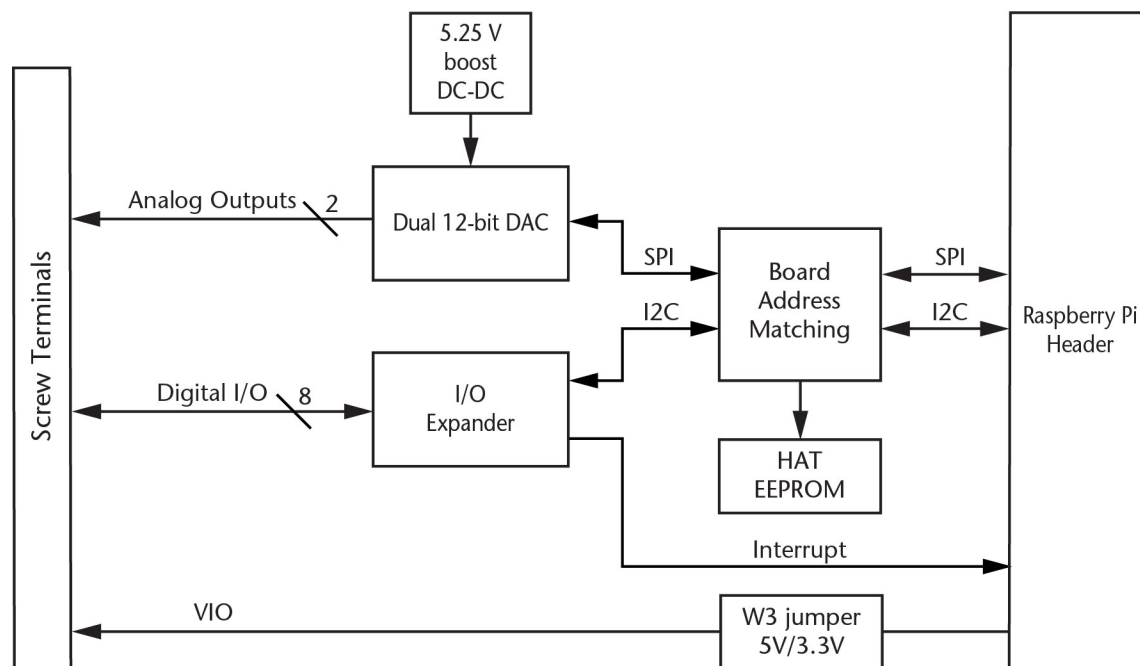 5.25 V
boost
DC-DC
Analog Outputs
2
Dual 12-bit DAC
SPI
Board
Address
Matching
SPI
I2C
I2C
Raspberry Pi
Header
Screw Terminals
Digital I/O
8
I/O
Expander
HAT
EEPROM
Interrupt
VIO
W3 jumper
5V/3.3V